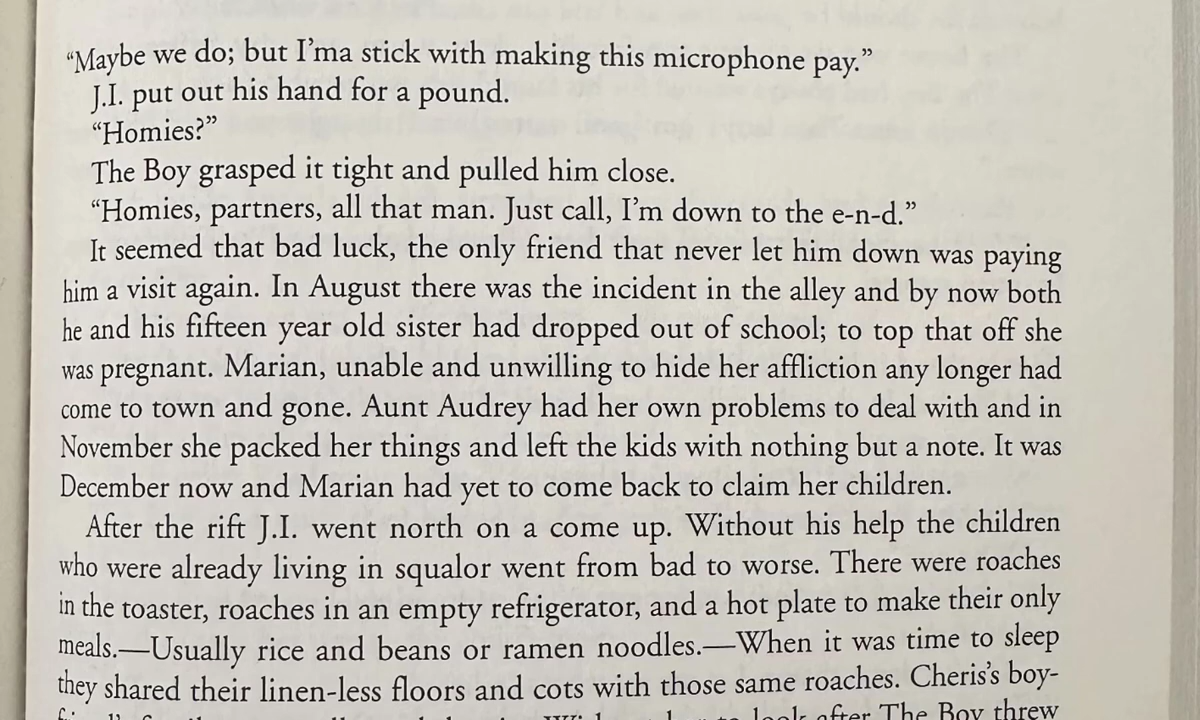 “Maybe we do; but I’ma stick with making this microphone pay.”
J.I. put out his hand for a pound.
“Homies?”
The Boy grasped it tight and pulled him close.
“Homies, partners, all that man. Just call, I’m down to the e-n-d.”
It seemed that bad luck, the only friend that never let him down was paying
him a visit again. In August there was the incident in the alley and by now both
he and his fifteen year old sister had dropped out of school; to top that off she
was pregnant. Marian, unable and unwilling to hide her affliction any longer had
come to town and gone. Aunt Audrey had her own problems to deal with and in
November she packed her things and left the kids with nothing but a note. It was
December now and Marian had yet to come back to claim her children.
After the rift J.I. went north on a come up. Without his help the children
who were already living in squalor went from bad to worse. There were roaches
in the toaster, roaches in an empty refrigerator, and a hot plate to make their only
meals.—Usually rice and beans or ramen noodles.—When it was time to sleep
they shared their linen-less floors and cots with those same roaches. Cheris’s boy-
look after The Boy threw